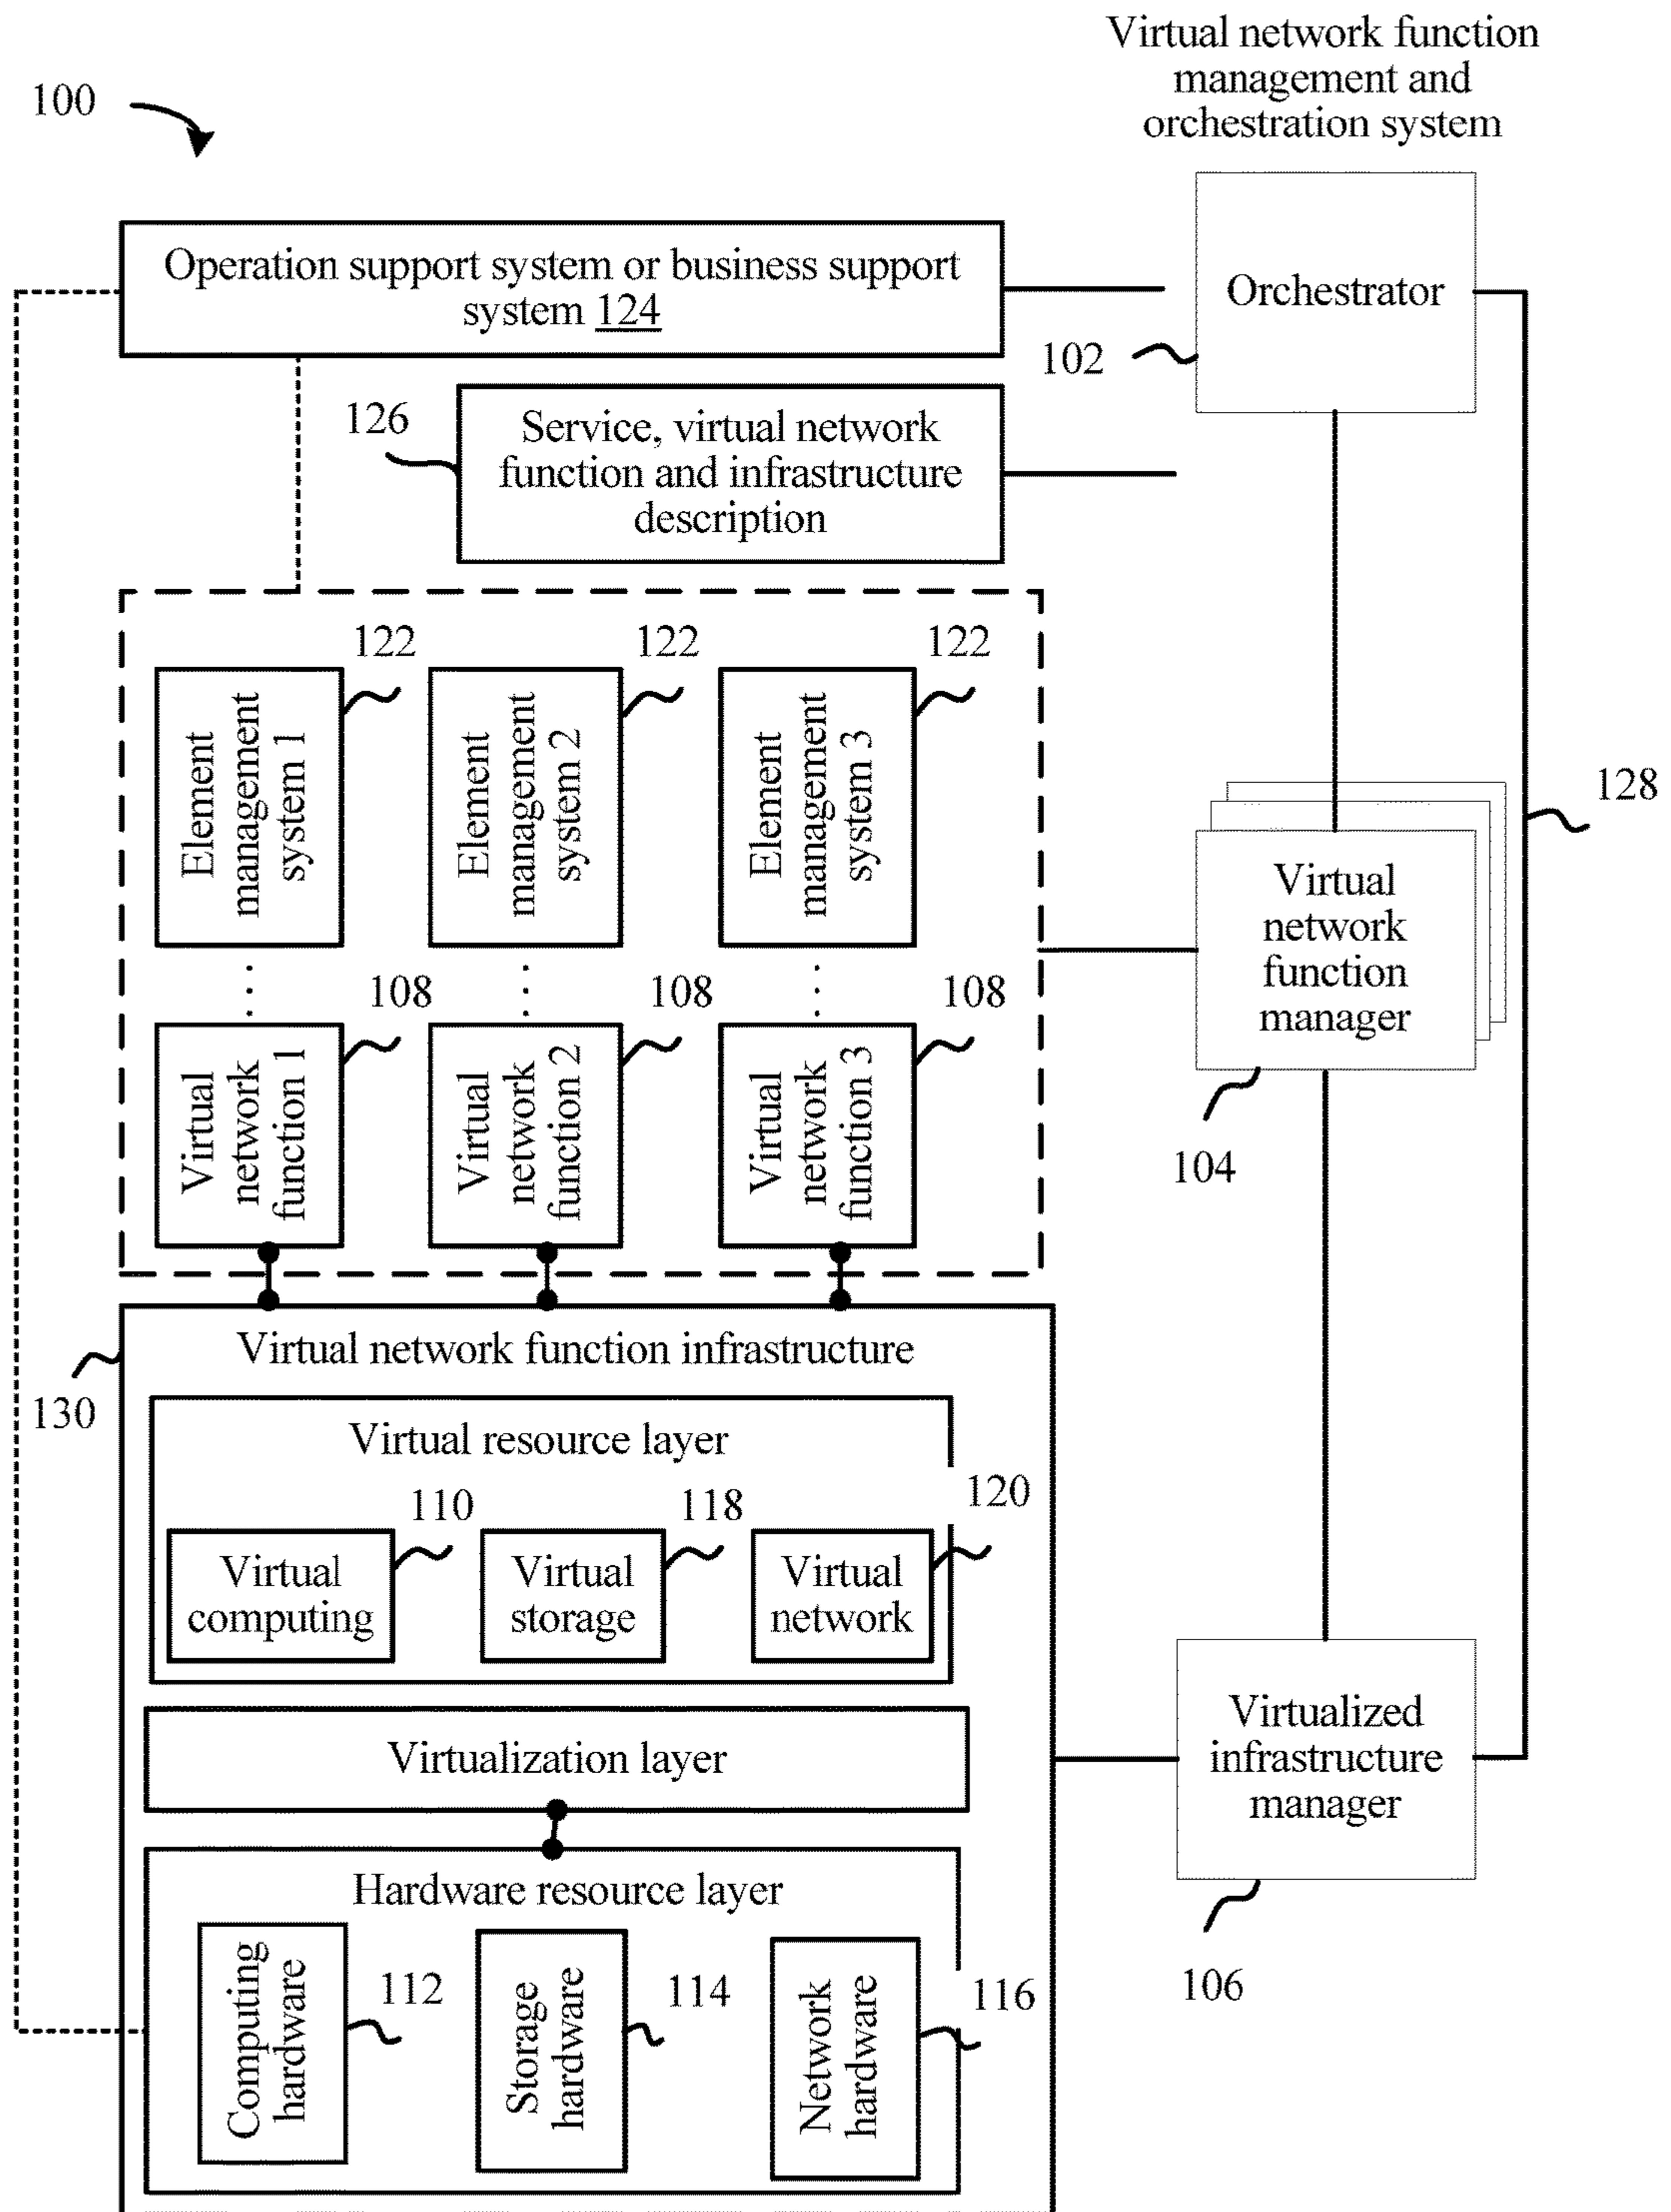 Virtual network function
management and
orchestration system
100
Operation support system or business support
system 124
Orchestrator
102
126
Service, virtual network
function and infrastructure
description
122
122
122
Element
management
system 1
Element
management
system 2
Element
management
system 3
128
Virtual
network
function
manager
104
108
108
108
Virtual
network
function 1
Virtual
network
function 2
Virtual
network
function 3
130
Virtual network function infrastructure
Virtual resource layer
110
118
120
Virtual
computing
Virtual
storage
Virtual
network
Virtualization layer
Virtualized
infrastructure
manager
106
Hardware resource layer
Computing
hardware
112
Storage
hardware
114
Network
hardware
116